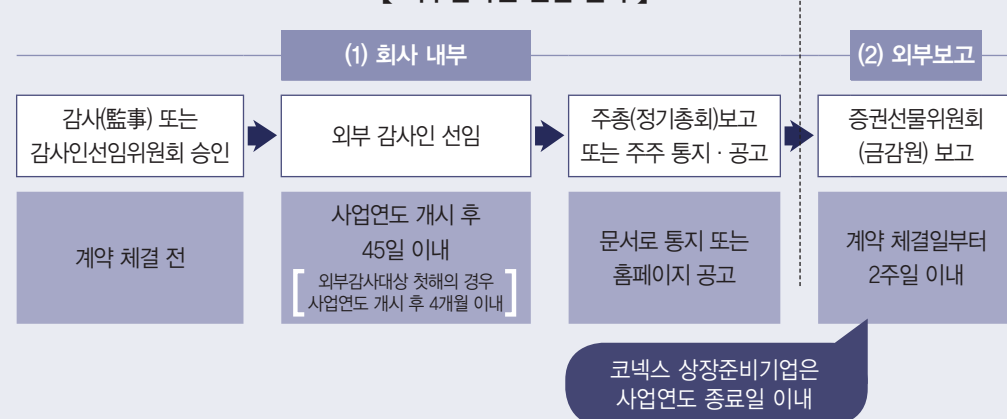 (1) 회사 내부
(2) 외부보고
감사(監事) 또는
감사인선임위원회 승인
외부 감사인 선임
주총(정기총회)보고
또는 주주 통지 · 공고
증권선물위원회
(금감원) 보고
계약 체결 전
사업연도 개시 후
45일 이내
[외부감사대상 첫해의 경우
사업연도 개시 후 4개월 이내]
문서로 통지 또는
홈페이지 공고
계약 체결일부터
2주일 이내
코넥스 상장준비기업은
사업연도 종료일 이내